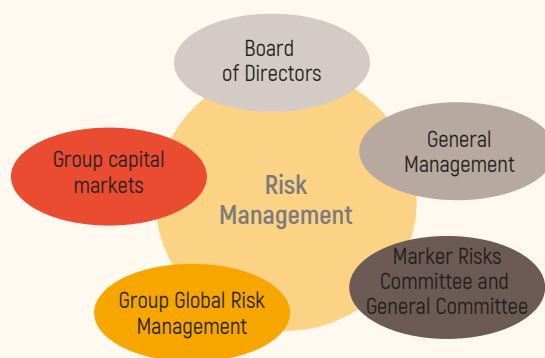 Board
of Directors
General
Management
Group capital
markets
Risk
Management
Marker Risks
Committee and
General Committee
Group Global Risk
Management